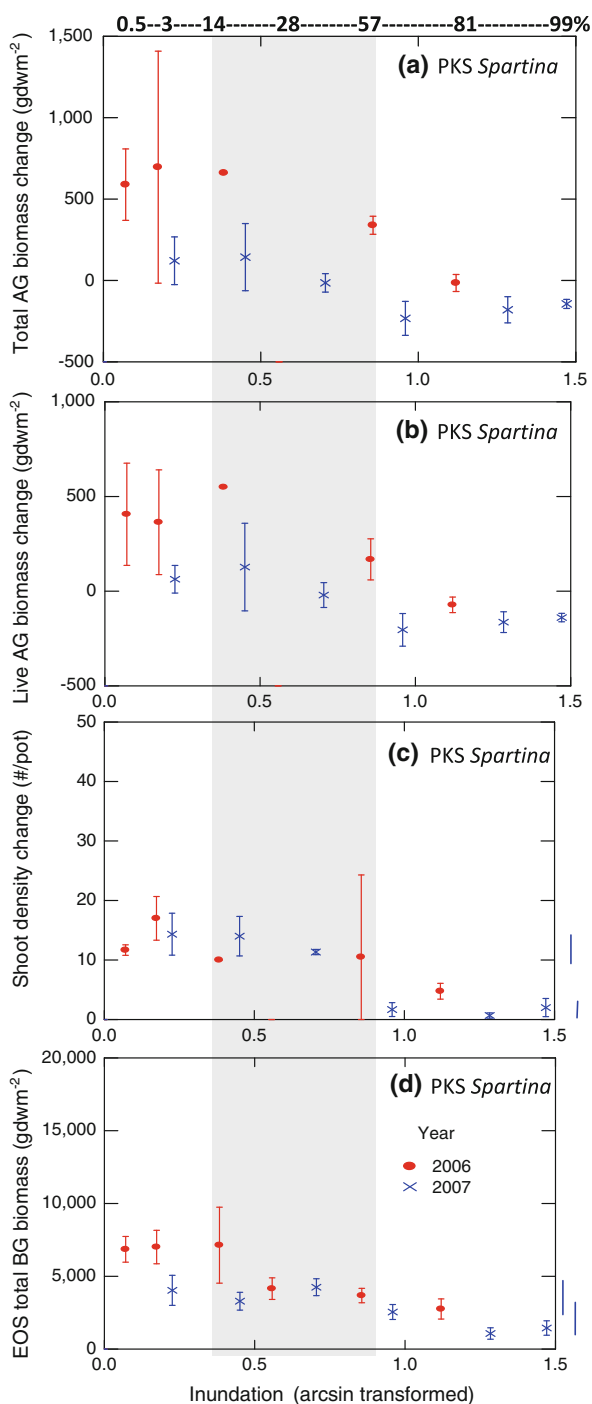 0.5--3----14------28---------57-----------81-----------99%
(a) PKS Spartina
Total AG biomass change (gdwm-2)
1,500
1,000
500
0
-500
0.0 0.5 1.0 1.5
(b) PKS Spartina
Live AG biomass change (gdwm-2)
1,000
500
0
-500
0.0 0.5 1.0 1.5
(c) PKS Spartina
Shoot density change (#/pot)
50
40
30
20
10
0
0.0 0.5 1.0 1.5
(d) PKS Spartina
EOS total BG biomass (gdwm-2)
20,000
15,000
10,000
5,000
0
Year
2006
2007
0.0 0.5 1.0 1.5
Inundation (arcsin transformed)